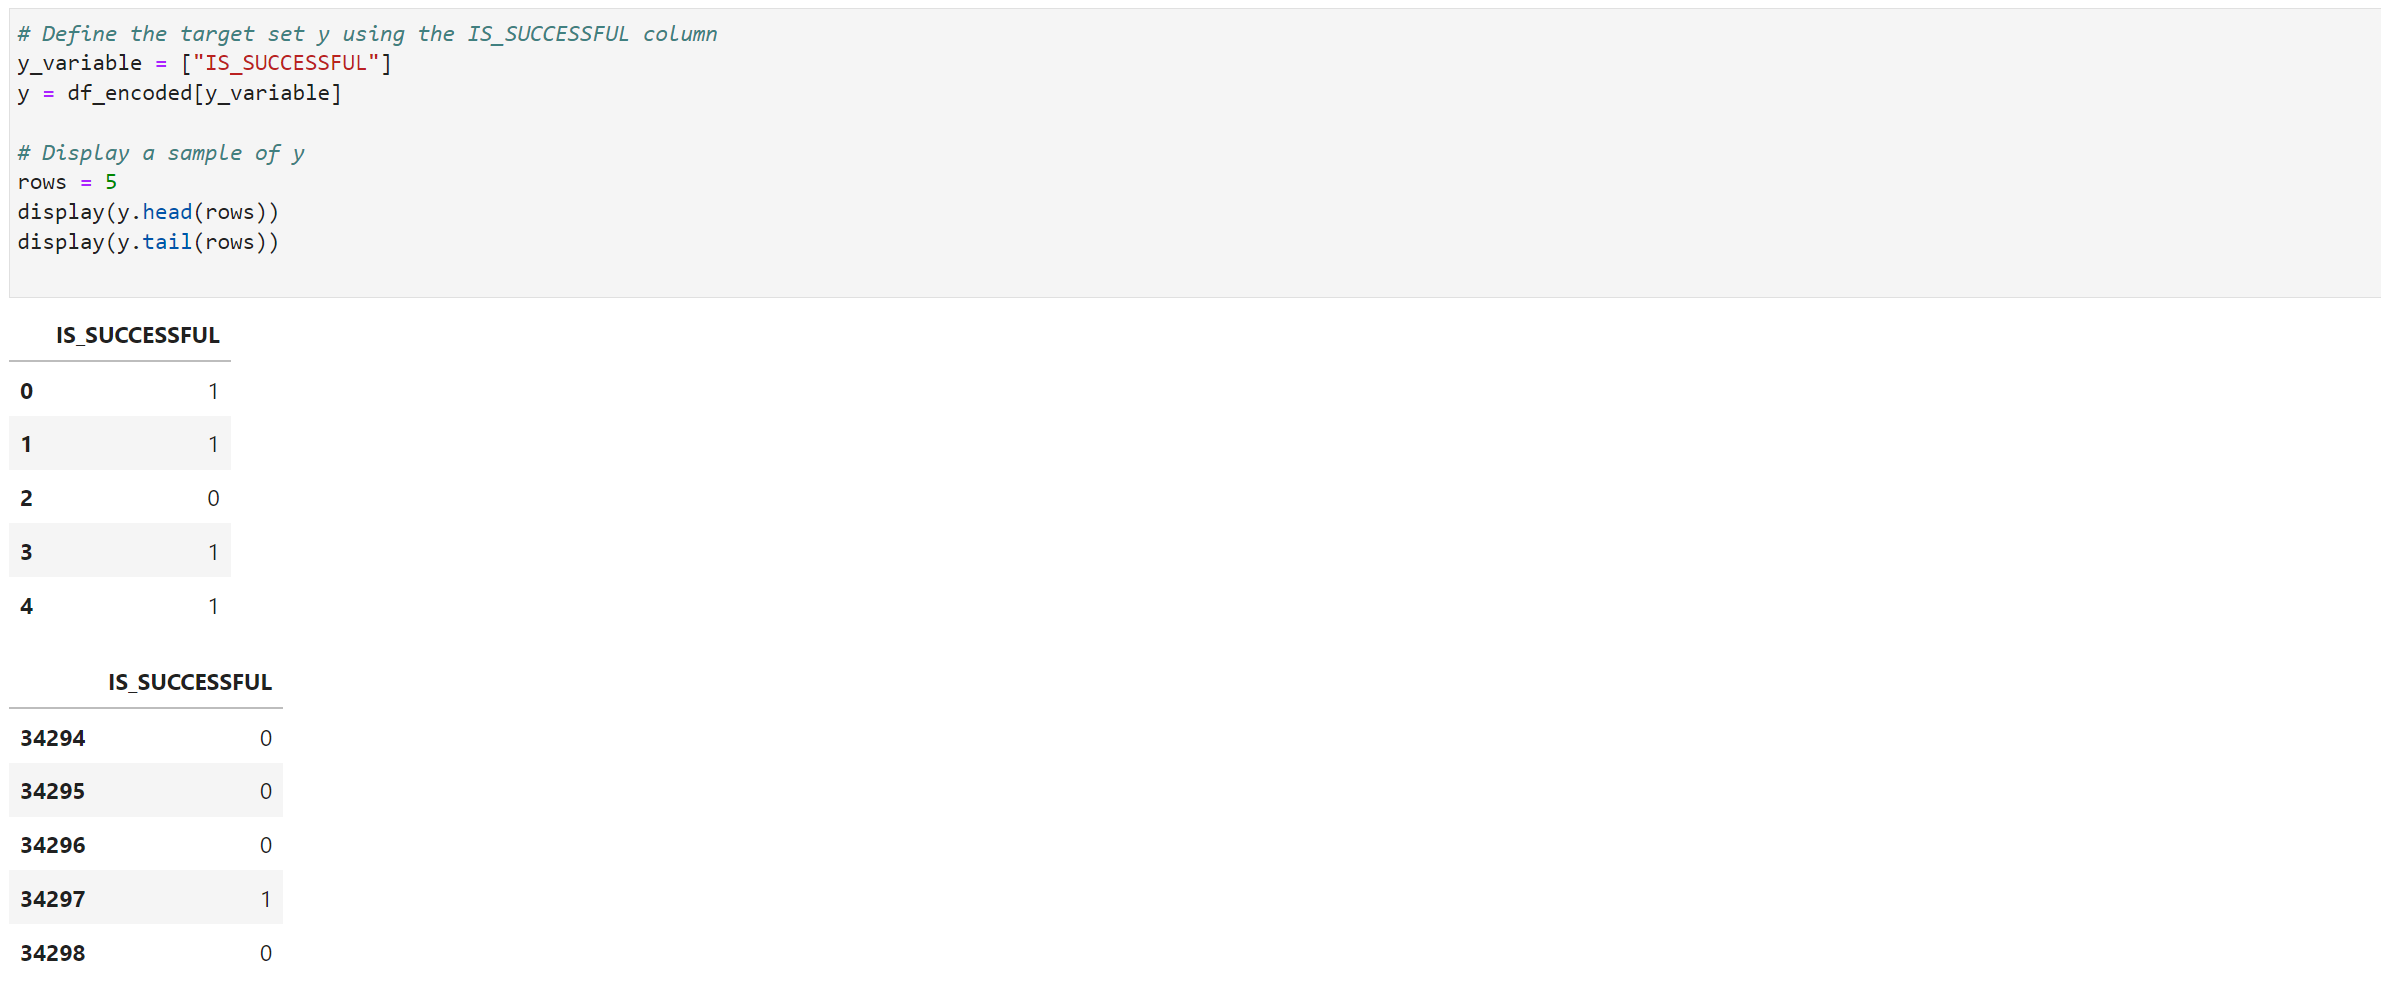 # Define the target set y using the IS_SUCCESSFUL column
y_variable = ["IS_SUCCESSFUL"]
y = df_encoded[y_variable]
# Display a sample of y
rows = 5
display(y.head(rows))
display(y.tail(rows))
IS_SUCCESSFUL
0 1
1 1
2 0
3 1
4 1
IS_SUCCESSFUL
34294 0
34295 0
34296 0
34297 1
34298 0